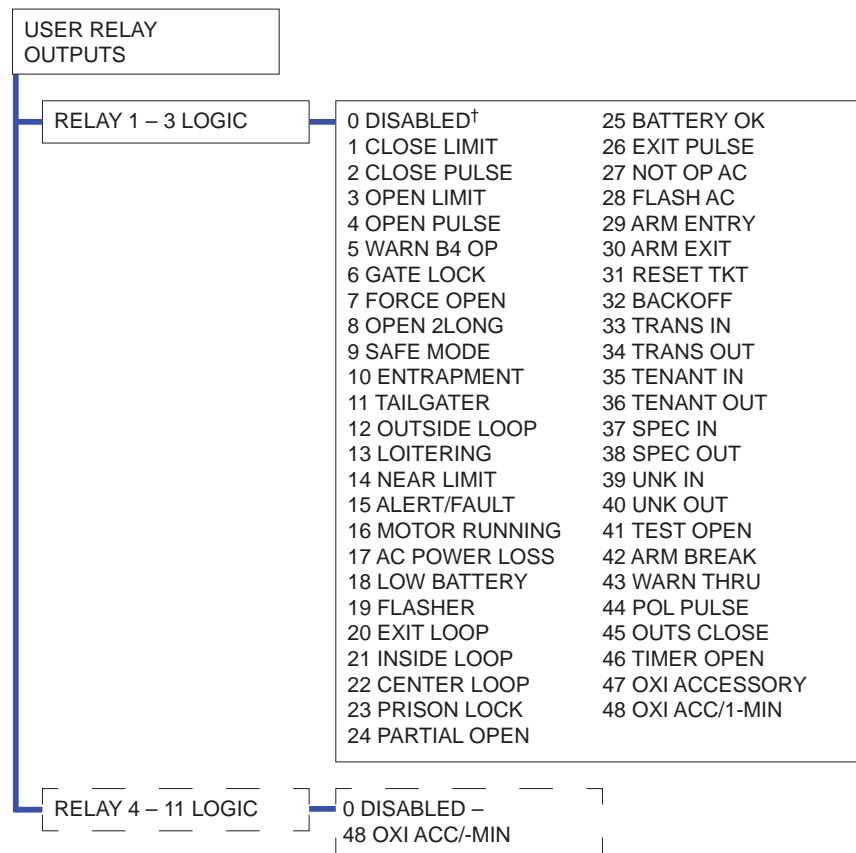 USER RELAY
OUTPUTS
RELAY 1 – 3 LOGIC
0 DISABLED†
1 CLOSE LIMIT
2 CLOSE PULSE
3 OPEN LIMIT
4 OPEN PULSE
5 WARN B4 OP
6 GATE LOCK
7 FORCE OPEN
8 OPEN 2LONG
9 SAFE MODE
10 ENTRAPMENT
11 TAILGATER
12 OUTSIDE LOOP
13 LOITERING
14 NEAR LIMIT
15 ALERT/FAULT
16 MOTOR RUNNING
17 AC POWER LOSS
18 LOW BATTERY
19 FLASHER
20 EXIT LOOP
21 INSIDE LOOP
22 CENTER LOOP
23 PRISON LOCK
24 PARTIAL OPEN
25 BATTERY OK
26 EXIT PULSE
27 NOT OP AC
28 FLASH AC
29 ARM ENTRY
30 ARM EXIT
31 RESET TKT
32 BACKOFF
33 TRANS IN
34 TRANS OUT
35 TENANT IN
36 TENANT OUT
37 SPEC IN
38 SPEC OUT
39 UNK IN
40 UNK OUT
41 TEST OPEN
42 ARM BREAK
43 WARN THRU
44 POL PULSE
45 OUTS CLOSE
46 TIMER OPEN
47 OXI ACCESSORY
48 OXI ACC/1-MIN
RELAY 4 – 11 LOGIC
0 DISABLED –
48 OXI ACC/-MIN